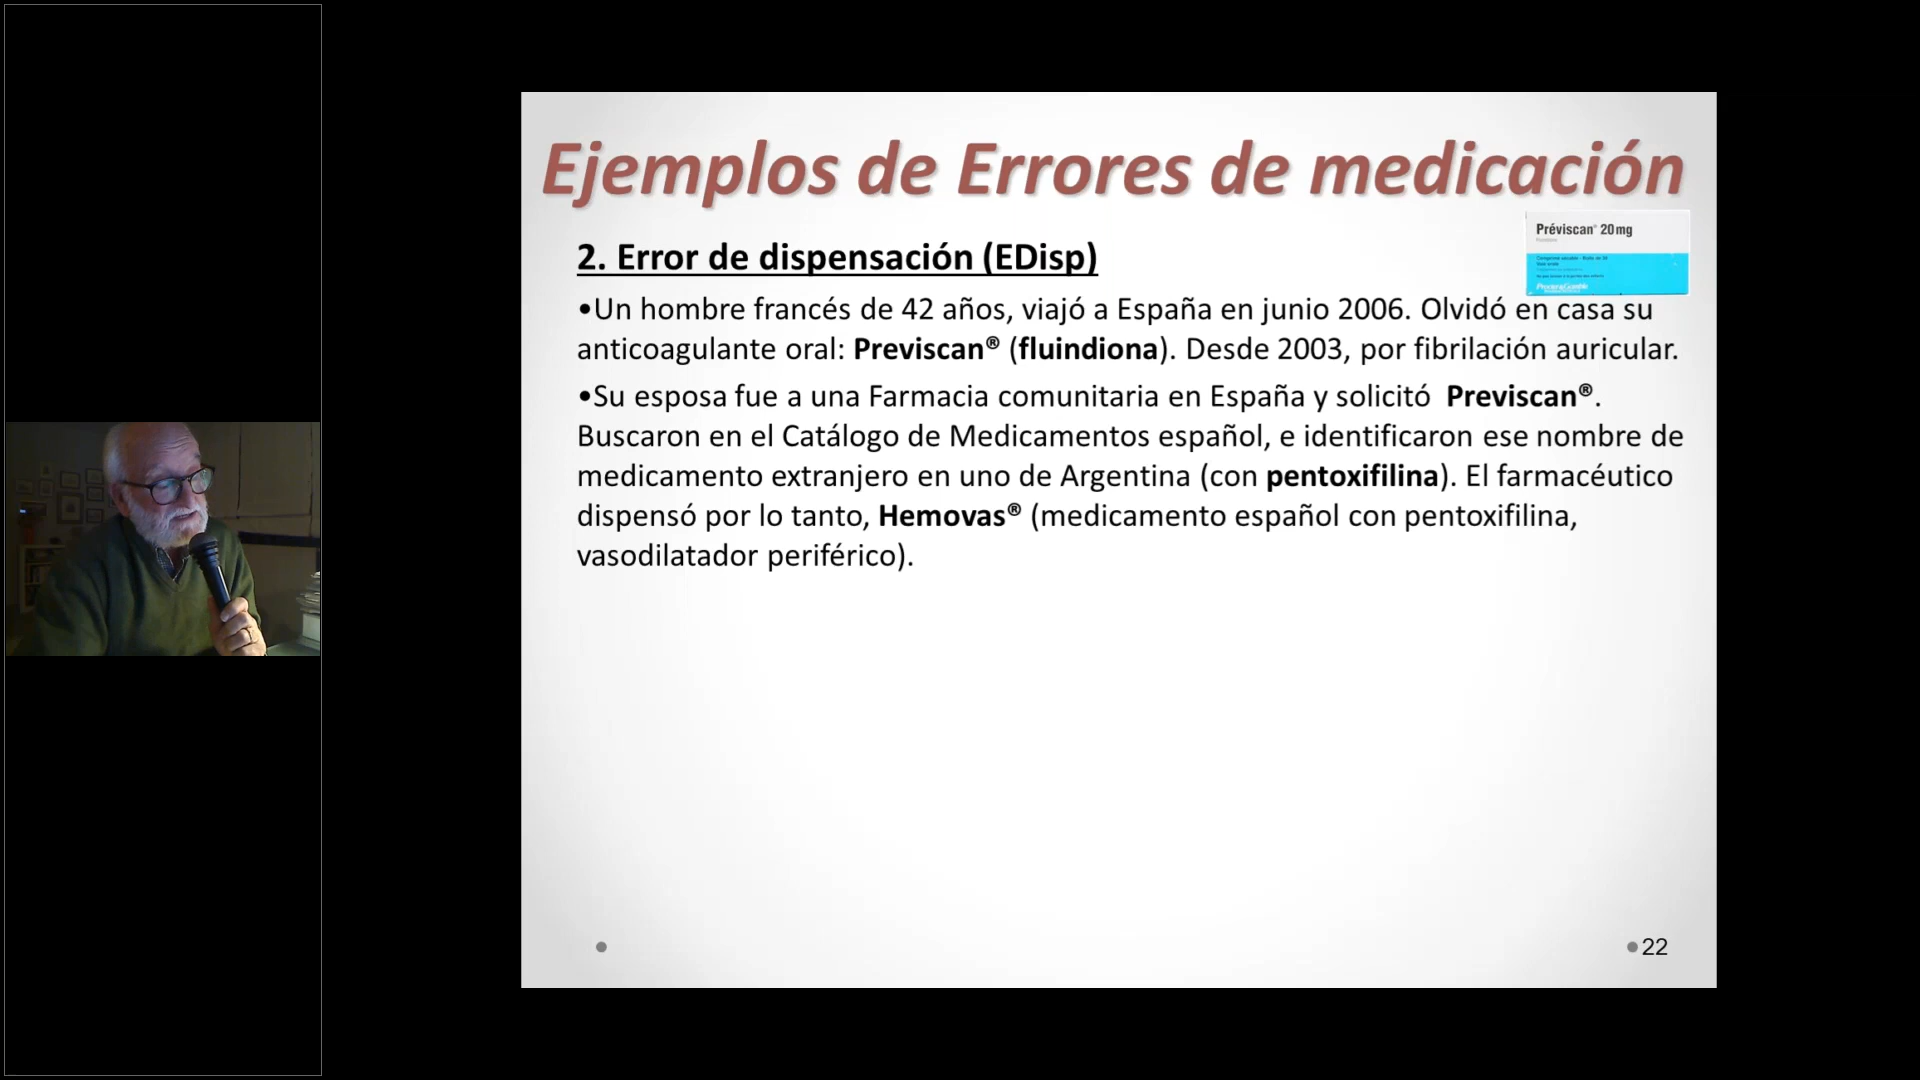 Ejemplos de Errores de medicación
Préviscan® 20 mg
2. Error de dispensación (EDisp)
Procter & Gamble
•Un hombre francés de 42 años, viajó a España en junio 2006. Olvidó en casa su
anticoagulante oral: Previscan® (fluindiona). Desde 2003, por fibrilación auricular.
•Su esposa fue a una Farmacia comunitaria en España y solicitó Previscan®.
Buscaron en el Catálogo de Medicamentos español, e identificaron ese nombre de
medicamento extranjero en uno de Argentina (con pentoxifilina). El farmacéutico
dispensó por lo tanto, Hemovas® (medicamento español con pentoxifilina,
vasodilatador periférico).
•22